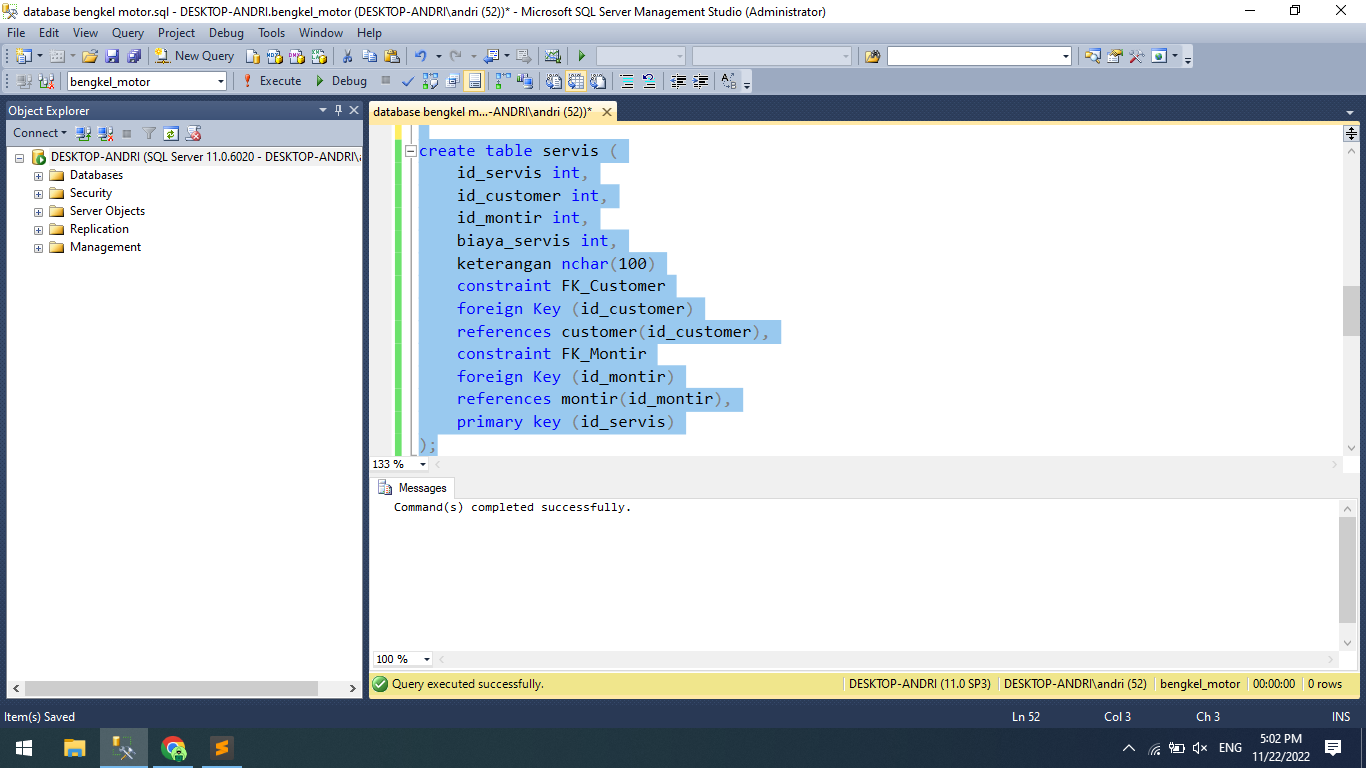 database bengkel motor.sql - DESKTOP-ANDRI.bengkel_motor (DESKTOP-ANDRI\andri (52))* - Microsoft SQL Server Management Studio (Administrator)
File Edit View Query Project Debug Tools Window Help
New Query
bengkel_motor Execute Debug
Object Explorer
Connect
DESKTOP-ANDRI (SQL Server 11.0.6020 - DESKTOP-ANDRI\
Databases
Security
Server Objects
Replication
Management
database bengkel m...-ANDRI\andri (52))*
create table servis (
id_servis int,
id_customer int,
id_montir int,
biaya_servis int,
keterangan nchar(100)
constraint FK_Customer
foreign Key (id_customer)
references customer(id_customer),
constraint FK_Montir
foreign Key (id_montir)
references montir(id_montir),
primary key (id_servis)
);
133 %
Messages
Command(s) completed successfully.
100 %
Query executed successfully. DESKTOP-ANDRI (11.0 SP3) DESKTOP-ANDRI\andri (52) bengkel_motor 00:00:00 0 rows
Item(s) Saved Ln 52 Col 3 Ch 3 INS
ENG
5:02 PM
11/22/2022